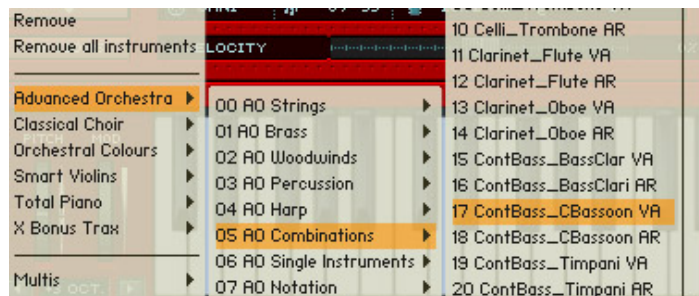 Remove
Remove all instruments
LOCITY
Advanced Orchestra
Classical Choir
Orchestral Colours
Smart Violins
Total Piano
X Bonus Trax
Multis
00 AO Strings
01 AO Brass
02 AO Woodwinds
03 AO Percussion
04 AO Harp
05 AO Combinations
06 AO Single Instruments
07 AO Notation
10 Celli_Trombone AR
11 Clarinet_Flute VA
12 Clarinet_Flute AR
13 Clarinet_Oboe VA
14 Clarinet_Oboe AR
15 ContBass_BassClar VA
16 ContBass_BassClari AR
17 ContBass_CBassoon VA
18 ContBass_CBassoon AR
19 ContBass_Timpani VA
20 ContBass_Timpani AR